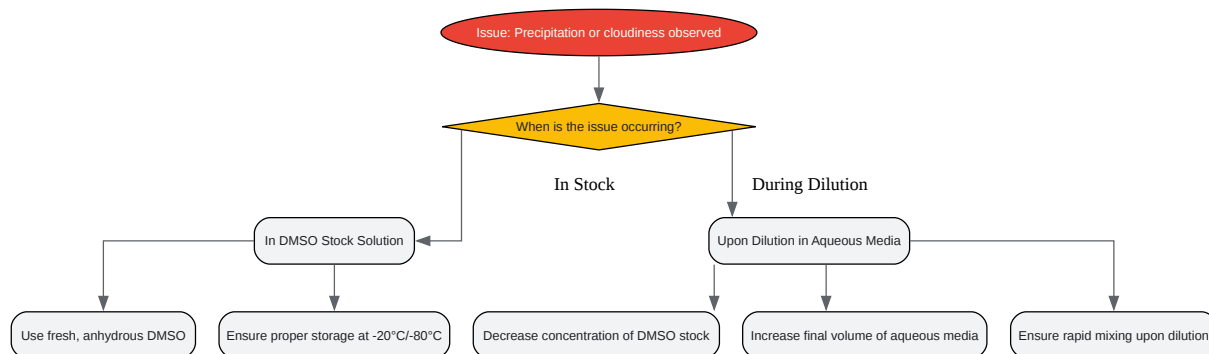 Issue: Precipitation or cloudiness observed
When is the issue occurring?
In Stock
During Dilution
In DMSO Stock Solution
Upon Dilution in Aqueous Media
Use fresh, anhydrous DMSO
Ensure proper storage at -20°C/-80°C
Decrease concentration of DMSO stock
Increase final volume of aqueous media
Ensure rapid mixing upon dilution